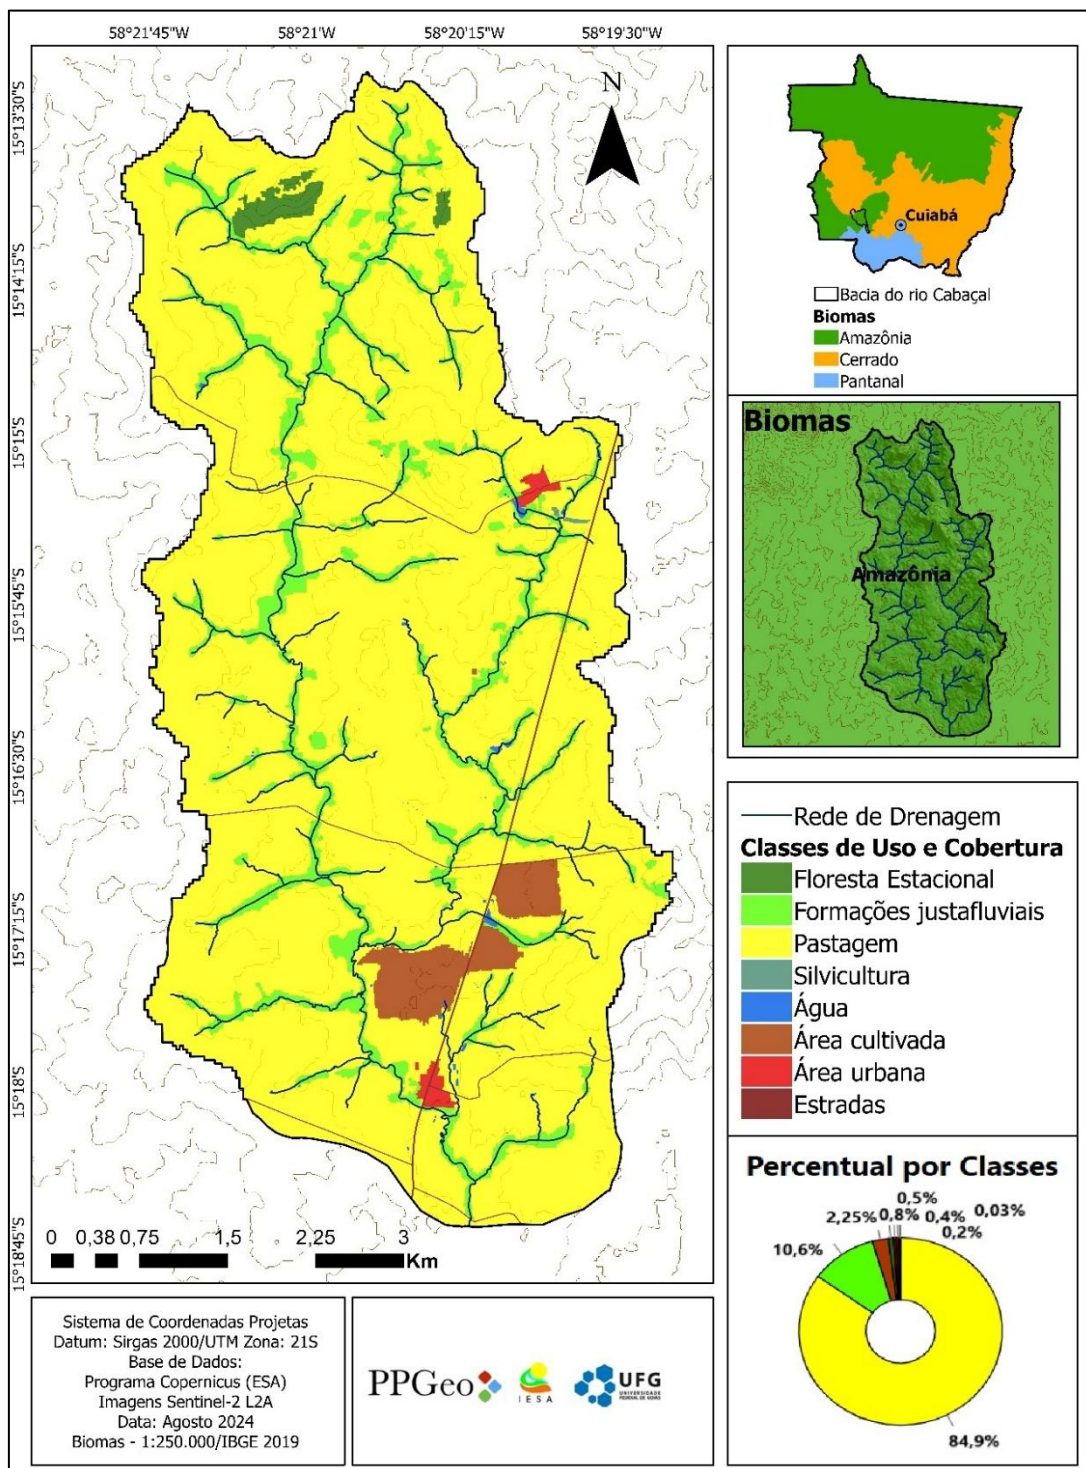 58°21'45"W 58°21'W 58°20'15"W 58°19'30"W
15°13'30"S
15°14'15"S
15°15'S
15°15'45"S
15°16'30"S
15°17'15"S
15°18'S
15°18'45"S
N
0 0,38 0,75 1,5 2,25 3
Km
Cuiabá
Bacia do rio Cabaçal
Biomas
Amazônia
Cerrado
Pantanal
Biomas
Amazônia
Rede de Drenagem
Classes de Uso e Cobertura
Floresta Estacional
Formações justafluviais
Pastagem
Silvicultura
Água
Área cultivada
Área urbana
Estradas
Percentual por Classes
0,5%
2,25% 0,8% 0,4% 0,03%
0,2%
10,6%
84,9%
Sistema de Coordenadas Projetas
Datum: Sirgas 2000/UTM Zona: 21S
Base de Dados:
Programa Copernicus (ESA)
Imagens Sentinel-2 L2A
Data: Agosto 2024
Biomas - 1:250.000/IBGE 2019
PPGeo
IESA
UFG
UNIVERSIDADE
FEDERAL DE GOIÁS